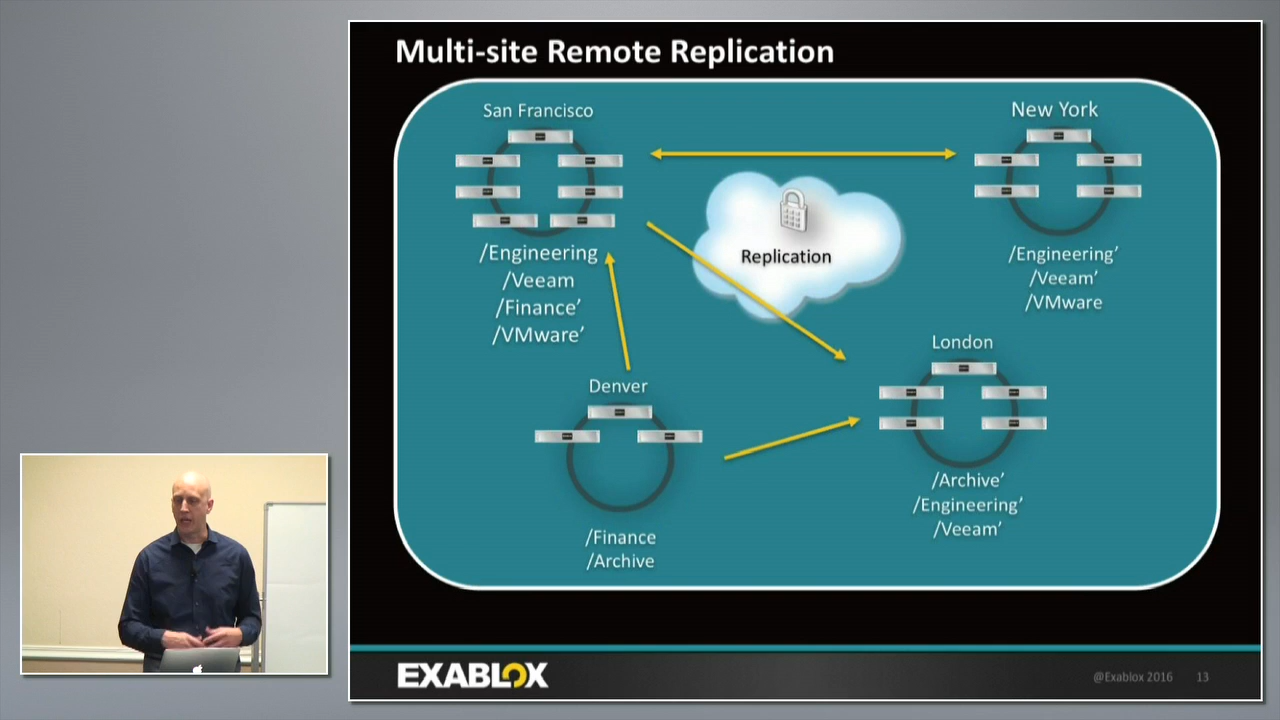 Multi-site Remote Replication
San Francisco
/Engineering
/Veeam
/Finance’
/VMware’
New York
/Engineering’
/Veeam’
/VMware
Replication
Denver
/Finance
/Archive
London
/Archive’
/Engineering’
/Veeam’
EXABLOX
@Exablox 2016 13